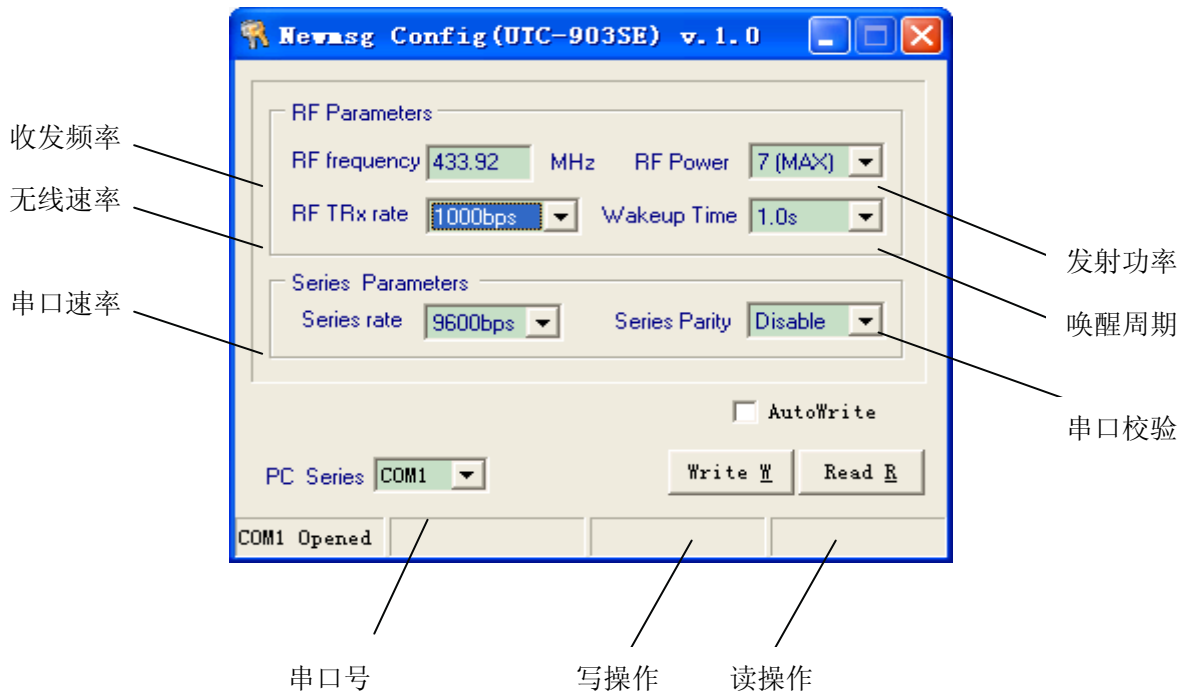 Newmsg Config(UTC-903SE) v.1.0
RF Parameters
收发频率
RF frequency 433.92 MHz RF Power 7 (MAX)
无线速率
RF TRx rate 1000bps Wakeup Time 1.0s
发射功率
Series Parameters
串口速率
Series rate 9600bps Series Parity Disable
唤醒周期
AutoWrite
串口校验
PC Series COM1 Write W Read R
COM1 Opened
串口号 写操作 读操作